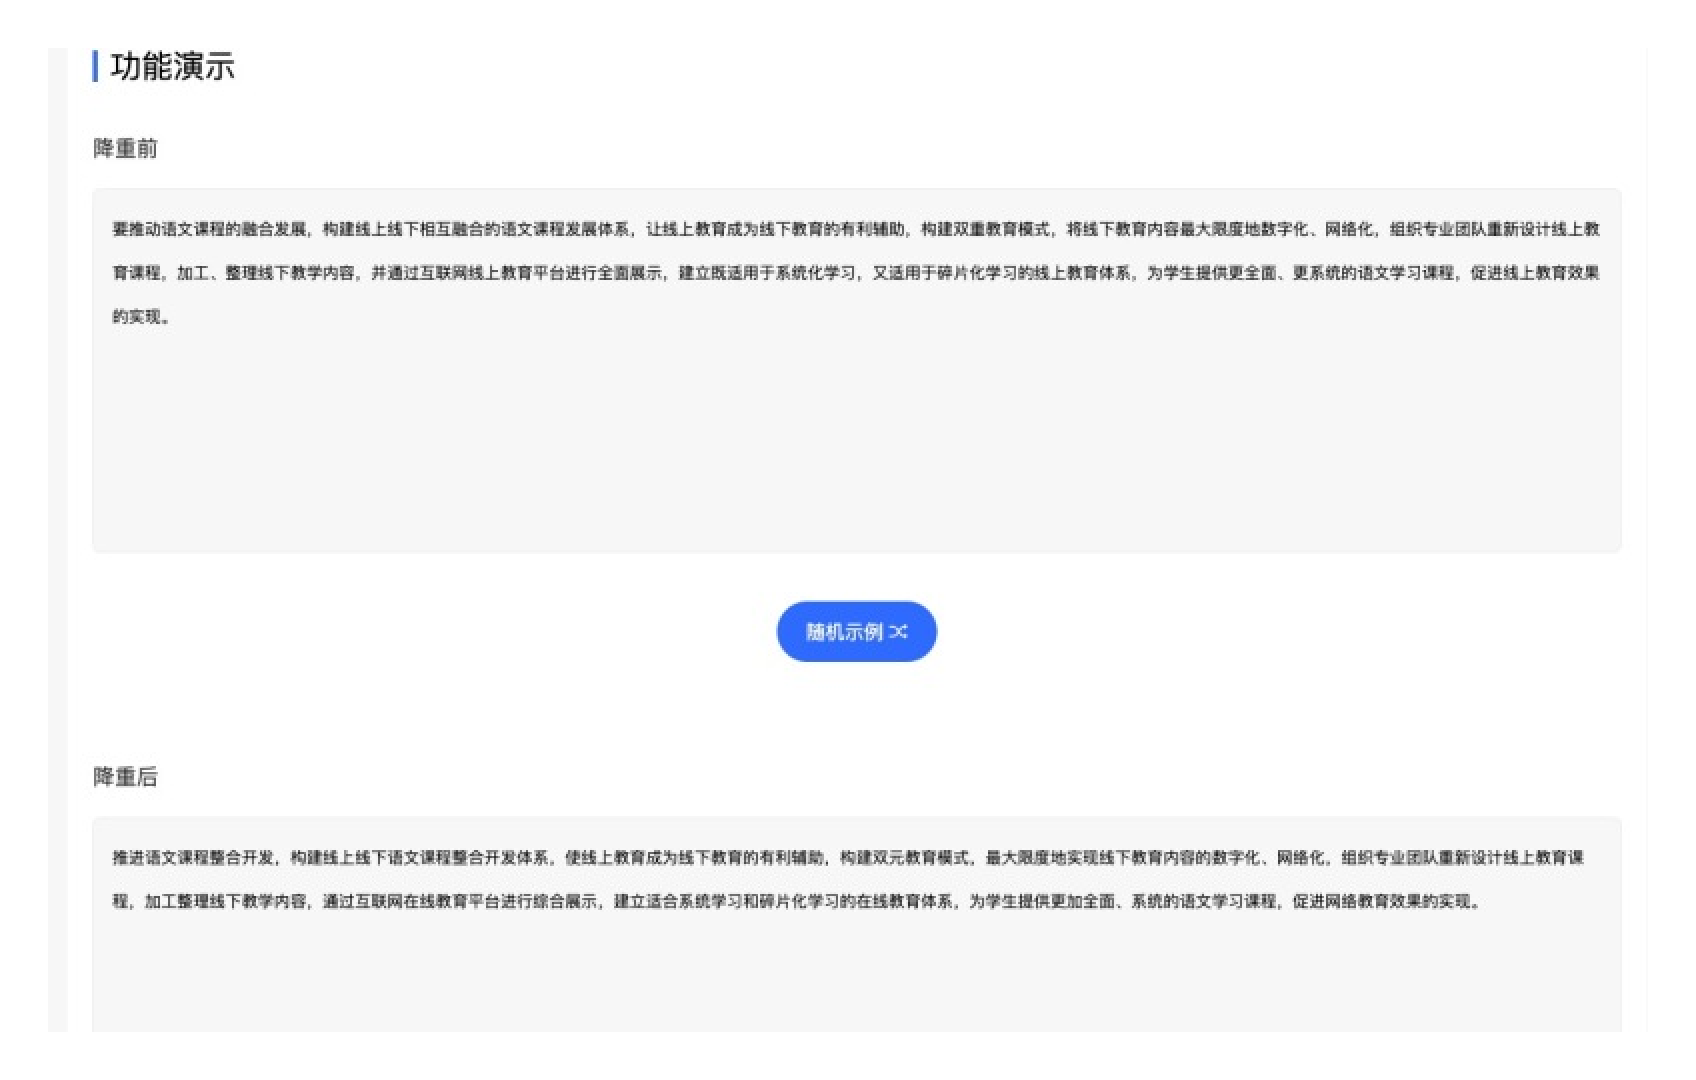 功能演示
降重前
要推动语文课程的融合发展，构建线上线下相互融合的语文课程发展体系，让线上教育成为线下教育的有利辅助，构建双重教育模式，将线下教育内容最大限度地数字化、网络化，组织专业团队重新设计线上教
育课程，加工、整理线下教学内容，并通过互联网线上教育平台进行全面展示，建立既适用于系统化学习，又适用于碎片化学习的线上教育体系，为学生提供更全面、更系统的语文学习课程，促进线上教育效果
的实现。
随机示例
降重后
推进语文课程整合开发，构建线上线下语文课程整合开发体系，使线上教育成为线下教育的有利辅助，构建双元教育模式，最大限度地实现线下教育内容的数字化、网络化，组织专业团队重新设计线上教育课
程，加工整理线下教学内容，通过互联网在线教育平台进行综合展示，建立适合系统学习和碎片化学习的在线教育体系，为学生提供更加全面、系统的语文学习课程，促进网络教育效果的实现。